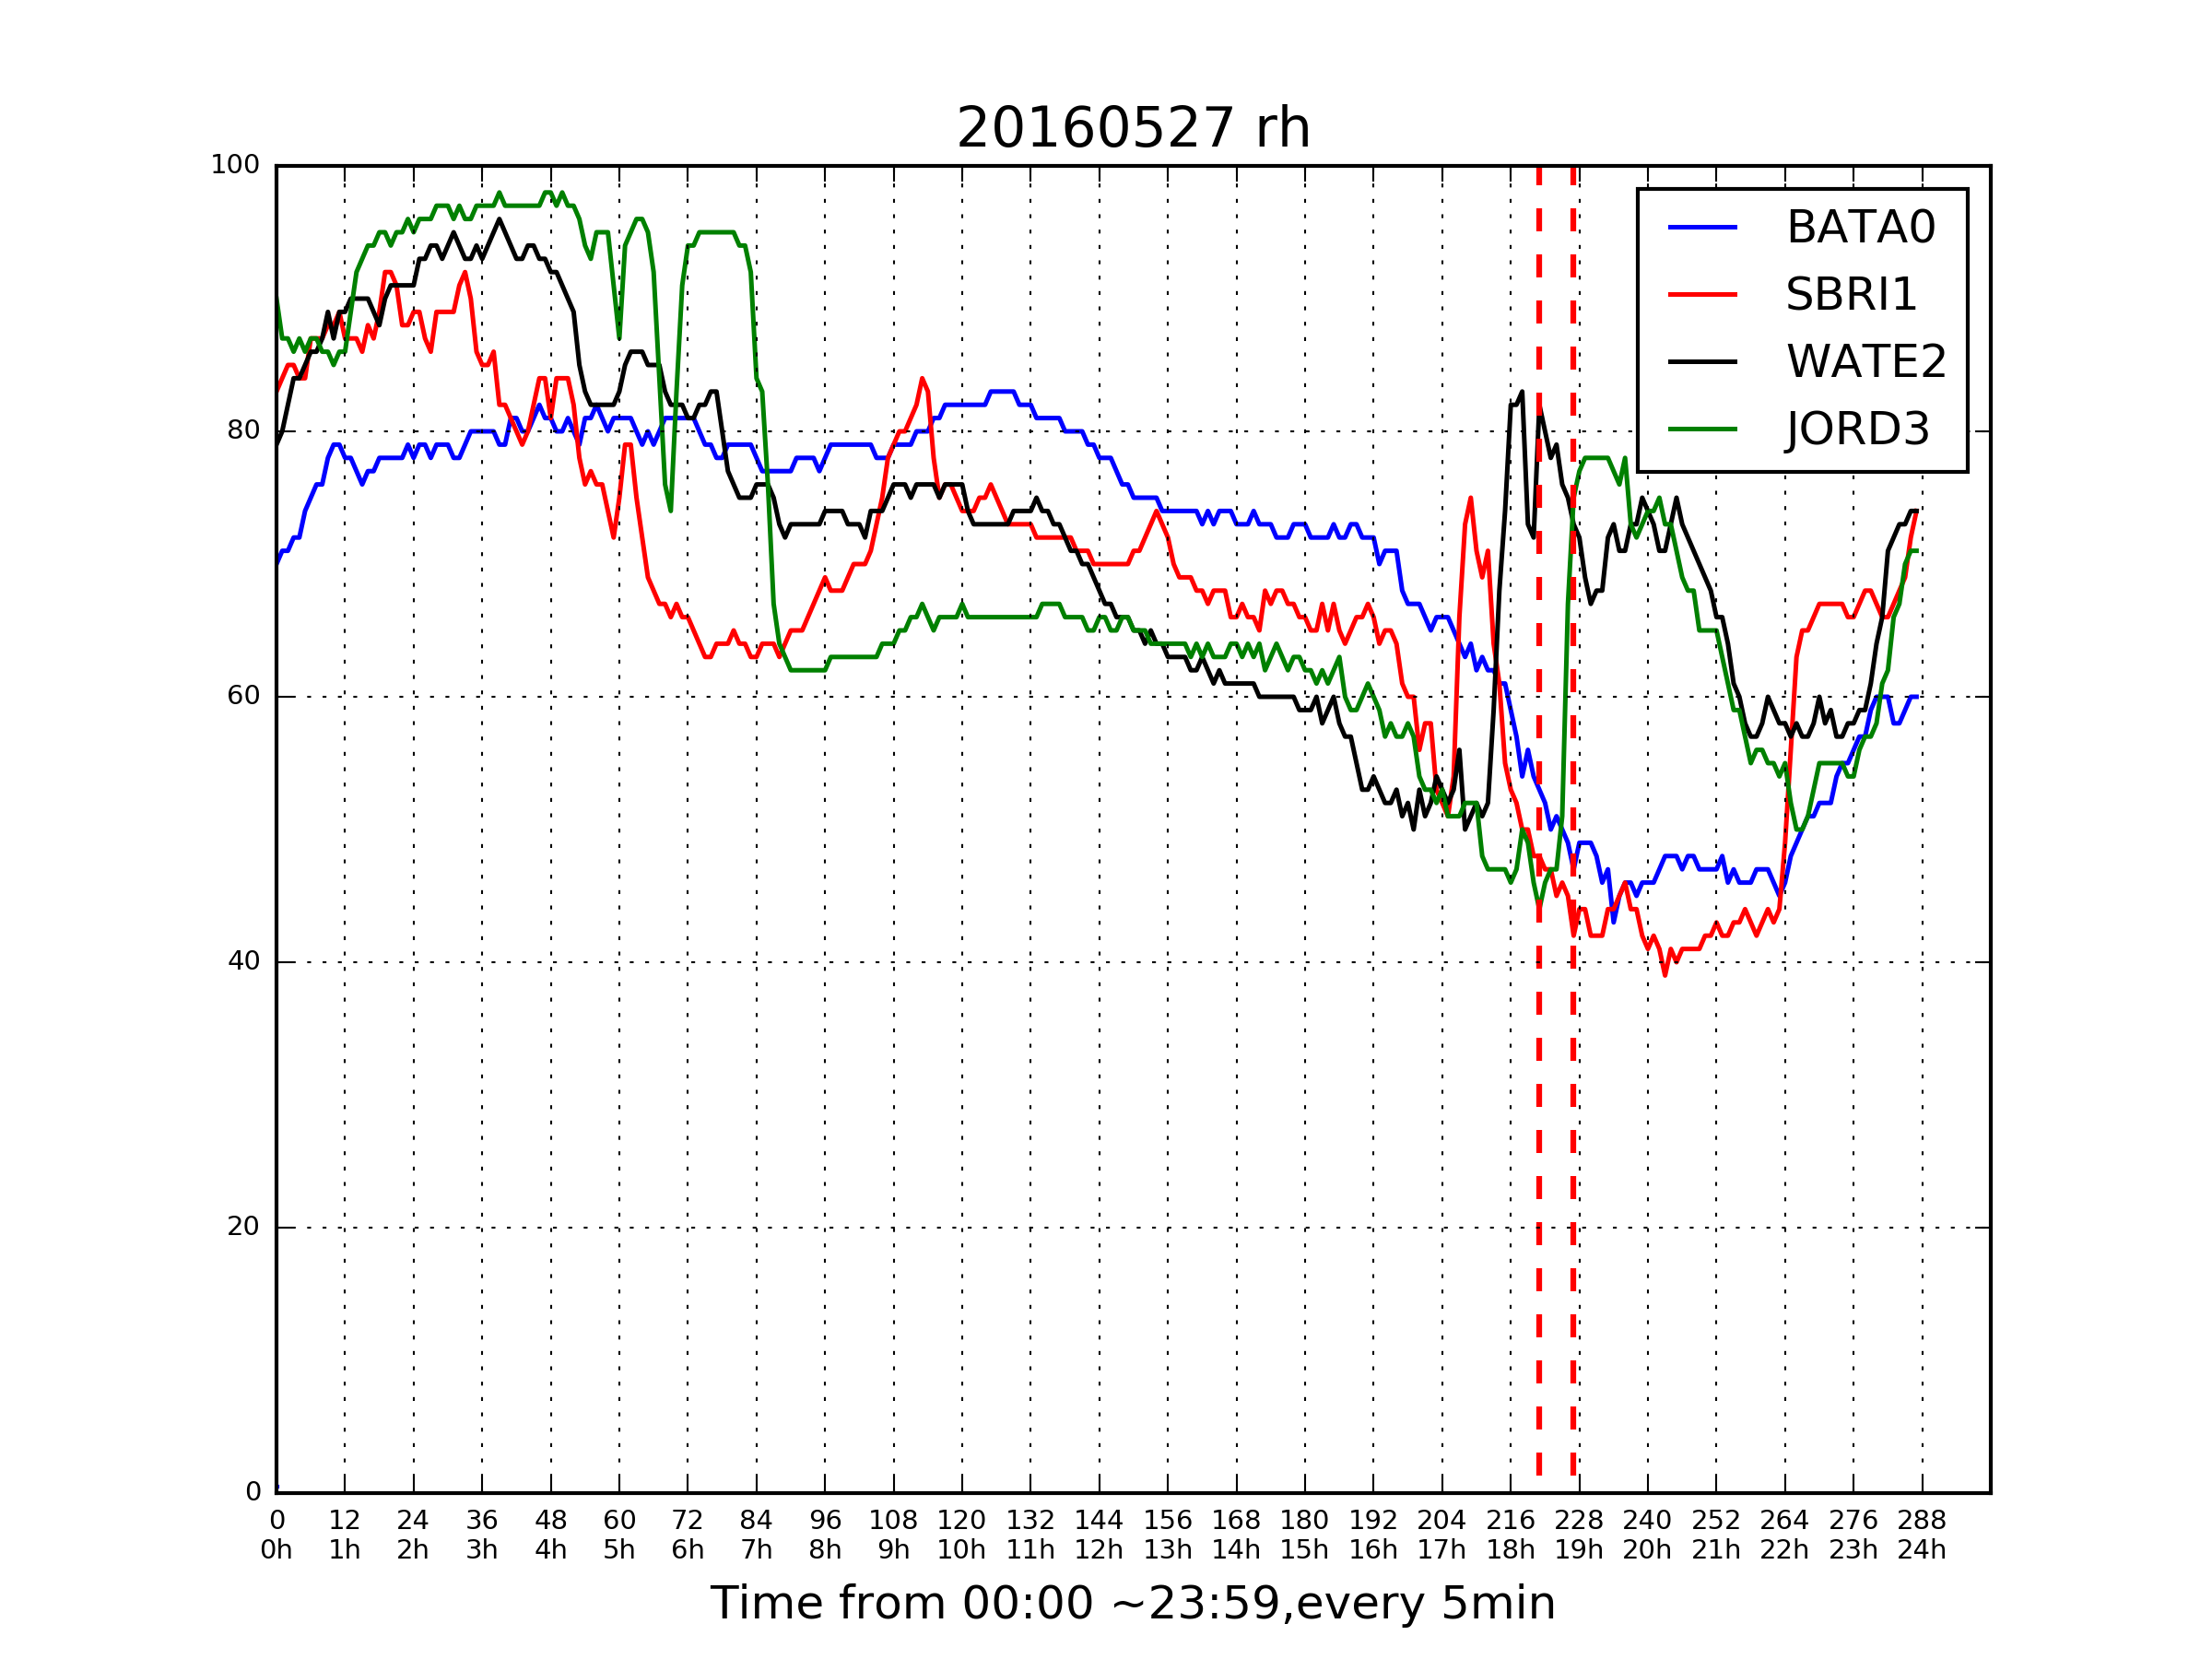 20160527 rh
100
80
60
40
20
0
BATA0
SBRI1
WATE2
JORD3
0 12 24 36 48 60 72 84 96 108 120 132 144 156 168 180 192 204 216 228 240 252 264 276 288
0h 1h 2h 3h 4h 5h 6h 7h 8h 9h 10h 11h 12h 13h 14h 15h 16h 17h 18h 19h 20h 21h 22h 23h 24h
Time from 00:00 ~23:59,every 5min